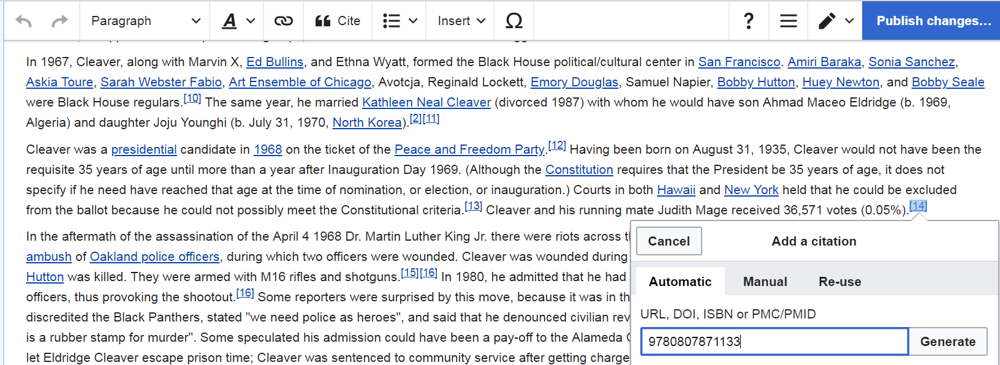 Paragraph A Cite Insert Ω ? Publish changes...
In 1967, Cleaver, along with Marvin X, Ed Bullins, and Ethna Wyatt, formed the Black House political/cultural center in San Francisco. Amiri Baraka, Sonia Sanchez,
Askia Toure, Sarah Webster Fabio, Art Ensemble of Chicago, Avotcja, Reginald Lockett, Emory Douglas, Samuel Napier, Bobby Hutton, Huey Newton, and Bobby Seale
were Black House regulars.[10] The same year, he married Kathleen Neal Cleaver (divorced 1987) with whom he would have son Ahmad Maceo Eldridge (b. 1969,
Algeria) and daughter Joju Younghi (b. July 31, 1970, North Korea).[2][11]
Cleaver was a presidential candidate in 1968 on the ticket of the Peace and Freedom Party.[12] Having been born on August 31, 1935, Cleaver would not have been the
requisite 35 years of age until more than a year after Inauguration Day 1969. (Although the Constitution requires that the President be 35 years of age, it does not
specify if he need have reached that age at the time of nomination, or election, or inauguration.) Courts in both Hawaii and New York held that he could be excluded
from the ballot because he could not possibly meet the Constitutional criteria.[13] Cleaver and his running mate Judith Mage received 36,571 votes (0.05%).[14]
In the aftermath of the assassination of the April 4 1968 Dr. Martin Luther King Jr. there were riots across
ambush of Oakland police officers, during which two officers were wounded. Cleaver was wounded during
Hutton was killed. They were armed with M16 rifles and shotguns.[15][16] In 1980, he admitted that he had
officers, thus provoking the shootout.[16] Some reporters were surprised by this move, because it was in th
discredited the Black Panthers, stated "we need police as heroes", and said that he denounced civilian rev
is a rubber stamp for murder". Some speculated his admission could have been a pay-off to the Alameda
let Eldridge Cleaver escape prison time; Cleaver was sentenced to community service after getting charge
Cancel Add a citation
Automatic Manual Re-use
URL, DOI, ISBN or PMC/PMID
9780807871133 Generate